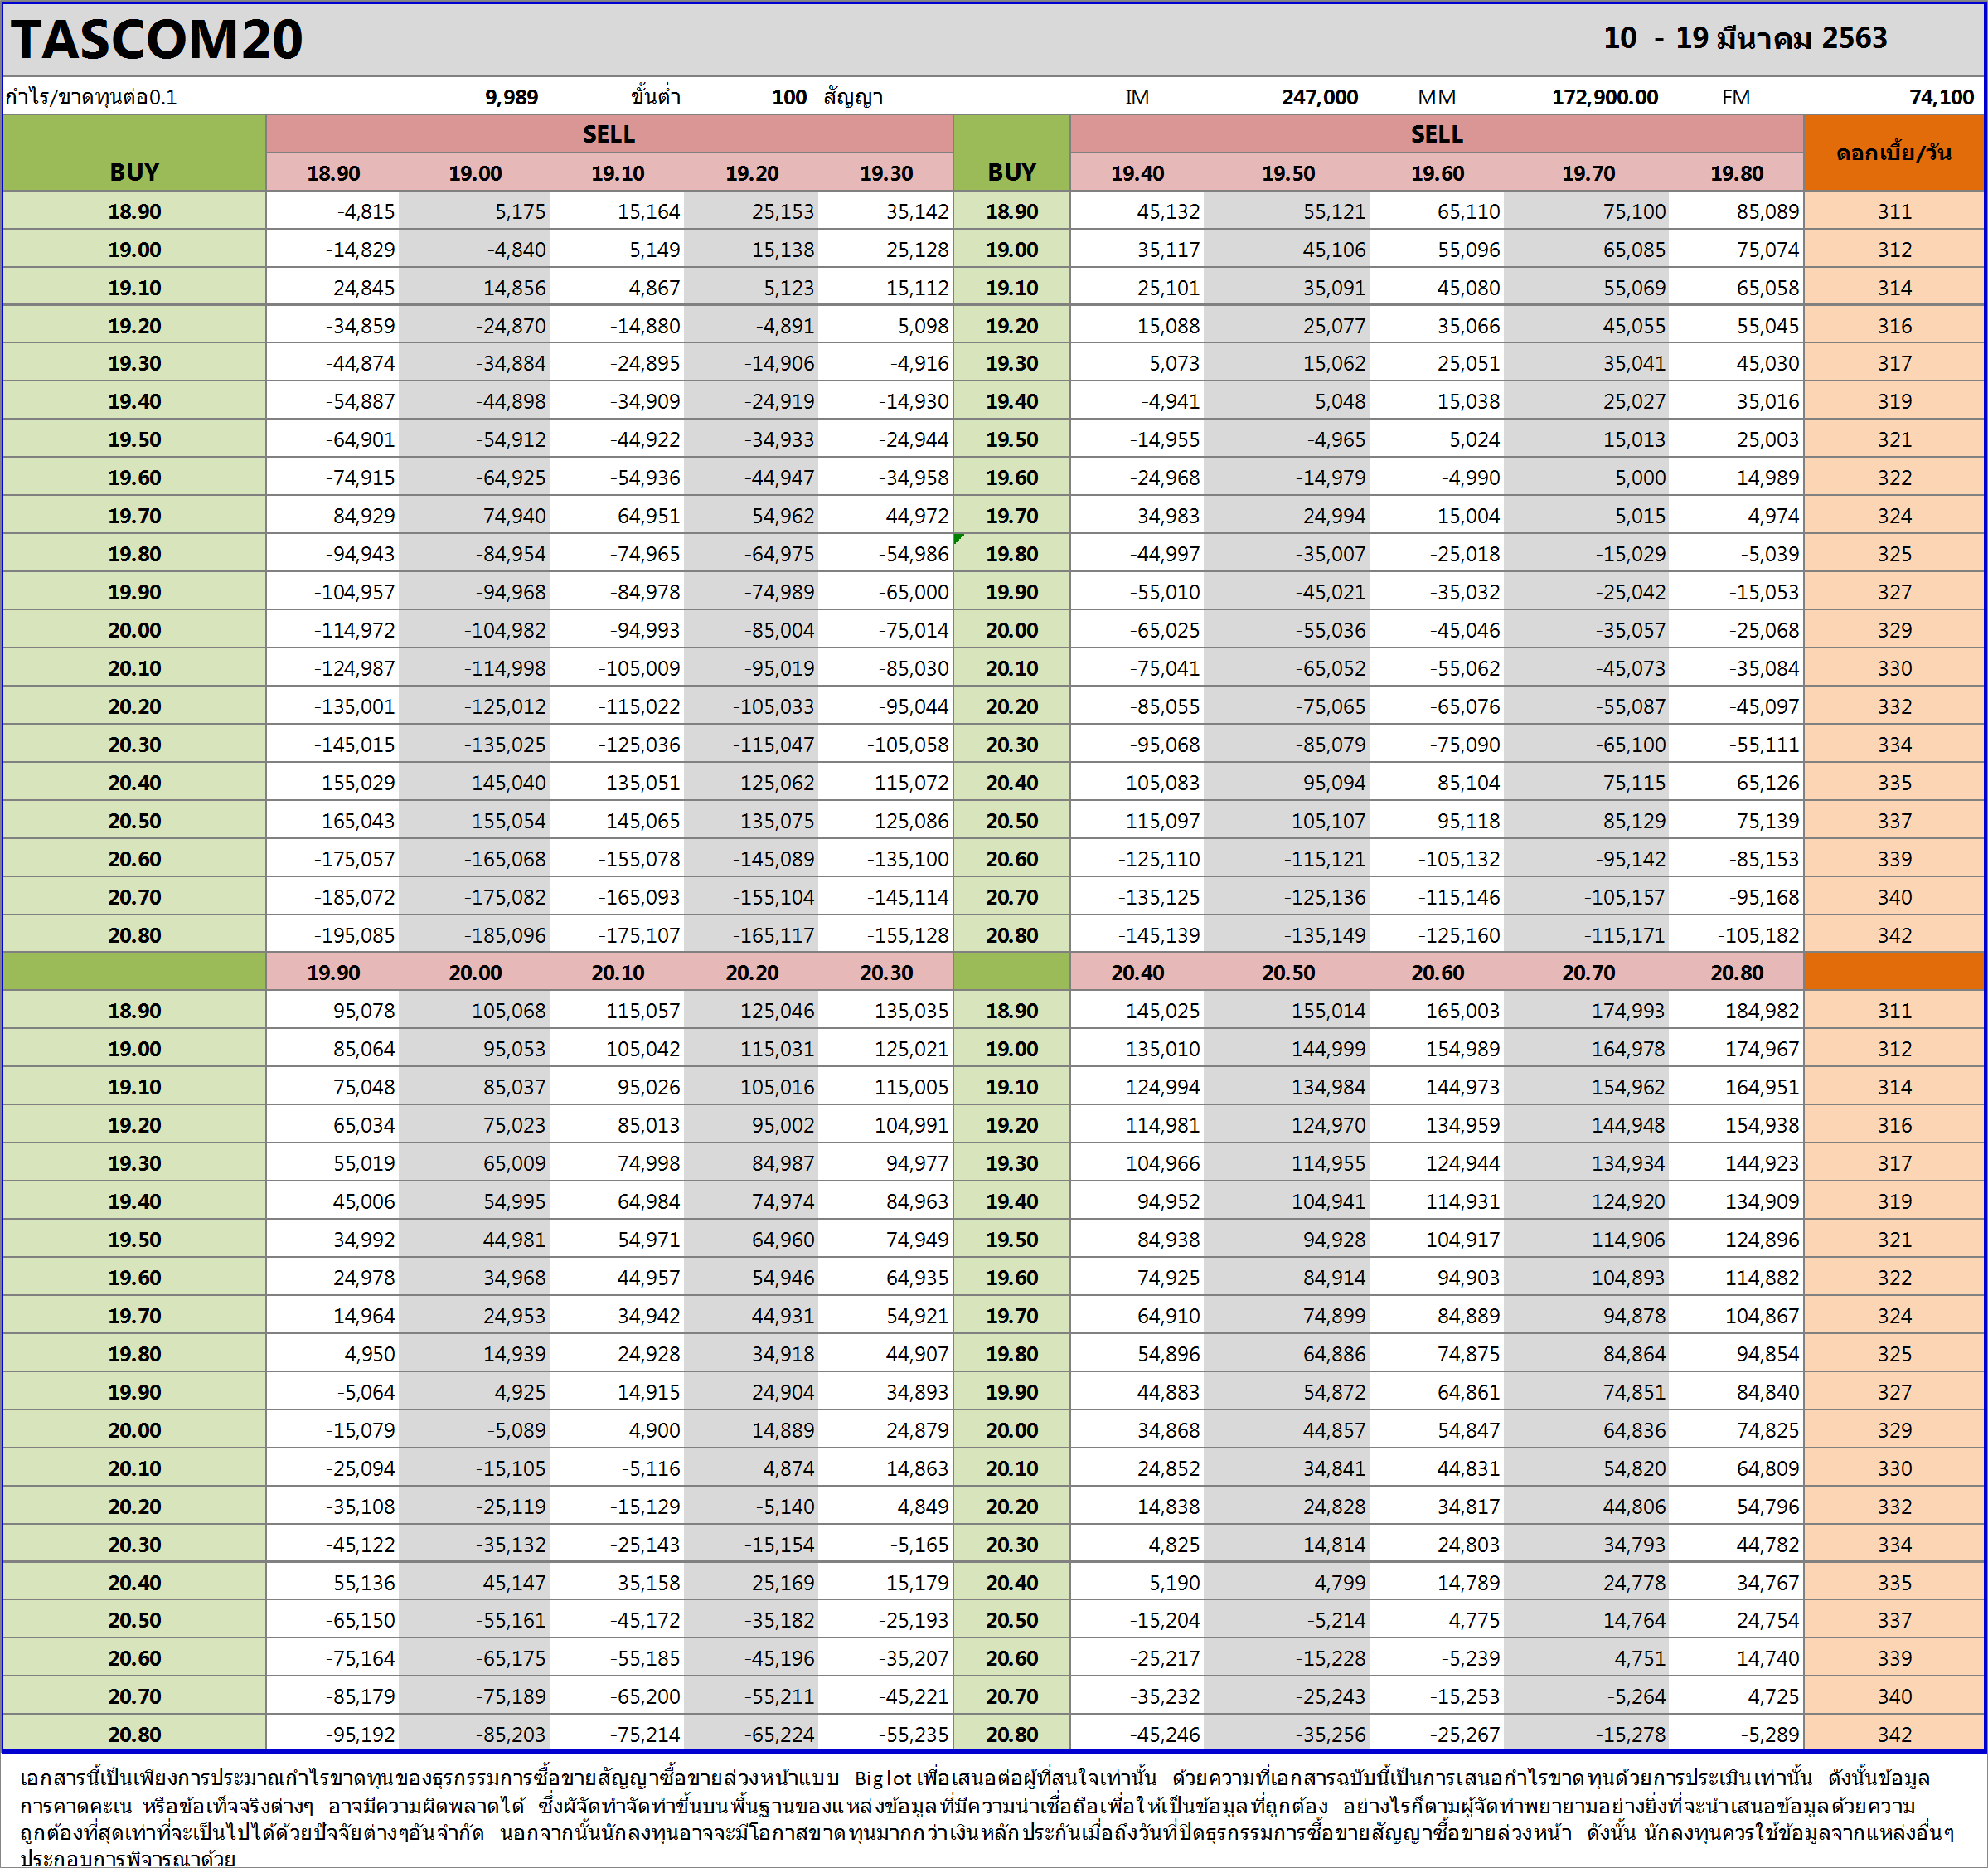 TASCOM20 10 - 19 มีนาคม 2563
กำไร/ขาดทุนต่อ0.1 9,989 ขั้นต่ำ 100 สัญญา IM 247,000 MM 172,900.00 FM 74,100
BUY SELL BUY SELL ดอกเบี้ย/วัน
18.90 19.00 19.10 19.20 19.30 19.40 19.50 19.60 19.70 19.80
18.90 -4,815 5,175 15,164 25,153 35,142 18.90 45,132 55,121 65,110 75,100 85,089 311
19.00 -14,829 -4,840 5,149 15,138 25,128 19.00 35,117 45,106 55,096 65,085 75,074 312
19.10 -24,845 -14,856 -4,867 5,123 15,112 19.10 25,101 35,091 45,080 55,069 65,058 314
19.20 -34,859 -24,870 -14,880 -4,891 5,098 19.20 15,088 25,077 35,066 45,055 55,045 316
19.30 -44,874 -34,884 -24,895 -14,906 -4,916 19.30 5,073 15,062 25,051 35,041 45,030 317
19.40 -54,887 -44,898 -34,909 -24,919 -14,930 19.40 -4,941 5,048 15,038 25,027 35,016 319
19.50 -64,901 -54,912 -44,922 -34,933 -24,944 19.50 -14,955 -4,965 5,024 15,013 25,003 321
19.60 -74,915 -64,925 -54,936 -44,947 -34,958 19.60 -24,968 -14,979 -4,990 5,000 14,989 322
19.70 -84,929 -74,940 -64,951 -54,962 -44,972 19.70 -34,983 -24,994 -15,004 -5,015 4,974 324
19.80 -94,943 -84,954 -74,965 -64,975 -54,986 19.80 -44,997 -35,007 -25,018 -15,029 -5,039 325
19.90 -104,957 -94,968 -84,978 -74,989 -65,000 19.90 -55,010 -45,021 -35,032 -25,042 -15,053 327
20.00 -114,972 -104,982 -94,993 -85,004 -75,014 20.00 -65,025 -55,036 -45,046 -35,057 -25,068 329
20.10 -124,987 -114,998 -105,009 -95,019 -85,030 20.10 -75,041 -65,052 -55,062 -45,073 -35,084 330
20.20 -135,001 -125,012 -115,022 -105,033 -95,044 20.20 -85,055 -75,065 -65,076 -55,087 -45,097 332
20.30 -145,015 -135,025 -125,036 -115,047 -105,058 20.30 -95,068 -85,079 -75,090 -65,100 -55,111 334
20.40 -155,029 -145,040 -135,051 -125,062 -115,072 20.40 -105,083 -95,094 -85,104 -75,115 -65,126 335
20.50 -165,043 -155,054 -145,065 -135,075 -125,086 20.50 -115,097 -105,107 -95,118 -85,129 -75,139 337
20.60 -175,057 -165,068 -155,078 -145,089 -135,100 20.60 -125,110 -115,121 -105,132 -95,142 -85,153 339
20.70 -185,072 -175,082 -165,093 -155,104 -145,114 20.70 -135,125 -125,136 -115,146 -105,157 -95,168 340
20.80 -195,085 -185,096 -175,107 -165,117 -155,128 20.80 -145,139 -135,149 -125,160 -115,171 -105,182 342
19.90 20.00 20.10 20.20 20.30 20.40 20.50 20.60 20.70 20.80
18.90 95,078 105,068 115,057 125,046 135,035 18.90 145,025 155,014 165,003 174,993 184,982 311
19.00 85,064 95,053 105,042 115,031 125,021 19.00 135,010 144,999 154,989 164,978 174,967 312
19.10 75,048 85,037 95,026 105,016 115,005 19.10 124,994 134,984 144,973 154,962 164,951 314
19.20 65,034 75,023 85,013 95,002 104,991 19.20 114,981 124,970 134,959 144,948 154,938 316
19.30 55,019 65,009 74,998 84,987 94,977 19.30 104,966 114,955 124,944 134,934 144,923 317
19.40 45,006 54,995 64,984 74,974 84,963 19.40 94,952 104,941 114,931 124,920 134,909 319
19.50 34,992 44,981 54,971 64,960 74,949 19.50 84,938 94,928 104,917 114,906 124,896 321
19.60 24,978 34,968 44,957 54,946 64,935 19.60 74,925 84,914 94,903 104,893 114,882 322
19.70 14,964 24,953 34,942 44,931 54,921 19.70 64,910 74,899 84,889 94,878 104,867 324
19.80 4,950 14,939 24,928 34,918 44,907 19.80 54,896 64,886 74,875 84,864 94,854 325
19.90 -5,064 4,925 14,915 24,904 34,893 19.90 44,883 54,872 64,861 74,851 84,840 327
20.00 -15,079 -5,089 4,900 14,889 24,879 20.00 34,868 44,857 54,847 64,836 74,825 329
20.10 -25,094 -15,105 -5,116 4,874 14,863 20.10 24,852 34,841 44,831 54,820 64,809 330
20.20 -35,108 -25,119 -15,129 -5,140 4,849 20.20 14,838 24,828 34,817 44,806 54,796 332
20.30 -45,122 -35,132 -25,143 -15,154 -5,165 20.30 4,825 14,814 24,803 34,793 44,782 334
20.40 -55,136 -45,147 -35,158 -25,169 -15,179 20.40 -5,190 4,799 14,789 24,778 34,767 335
20.50 -65,150 -55,161 -45,172 -35,182 -25,193 20.50 -15,204 -5,214 4,775 14,764 24,754 337
20.60 -75,164 -65,175 -55,185 -45,196 -35,207 20.60 -25,217 -15,228 -5,239 4,751 14,740 339
20.70 -85,179 -75,189 -65,200 -55,211 -45,221 20.70 -35,232 -25,243 -15,253 -5,264 4,725 340
20.80 -95,192 -85,203 -75,214 -65,224 -55,235 20.80 -45,246 -35,256 -25,267 -15,278 -5,289 342
เอกสารนี้เป็นเพียงการประมาณกำไรขาดทุนของธุรกรรมการซื้อขายสัญญาซื้อขายล่วงหน้าแบบ Big lot เพื่อเสนอต่อผู้ที่สนใจเท่านั้น ด้วยความที่เอกสารฉบับนี้เป็นการเสนอกำไรขาดทุนด้วยการประเมินเท่านั้น ดังนั้นข้อมูล
การคาดคะเน หรือข้อเท็จจริงต่างๆ อาจมีความผิดพลาดได้ ซึ่งผัจัดทำจัดทำขึ้นบนพื้นฐานของแหล่งข้อมูลที่มีความน่าเชื่อถือเพื่อให้เป็นข้อมูลที่ถูกต้อง อย่างไรก็ตามผู้จัดทำพยายามอย่างยิ่งที่จะนำเสนอข้อมูลด้วยความ
ถูกต้องที่สุดเท่าที่จะเป็นไปได้ด้วยปัจจัยต่างๆอันจำกัด นอกจากนั้นนักลงทุนอาจจะมีโอกาสขาดทุนมากกว่าเงินหลักประกันเมื่อถึงวันที่ปิดธุรกรรมการซื้อขายสัญญาซื้อขายล่วงหน้า ดังนั้น นักลงทุนควรใช้ข้อมูลจากแหล่งอื่นๆ
ประกอบการพิจารณาด้วย